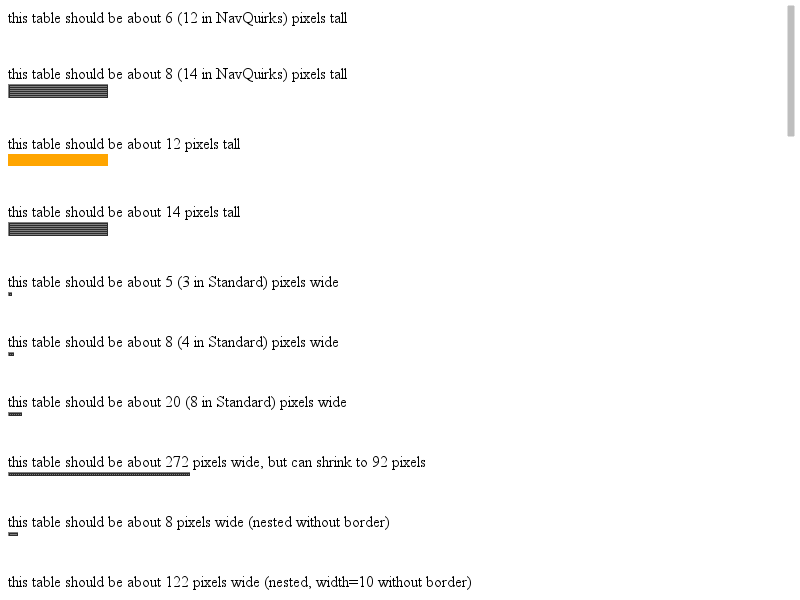 this table should be about 6 (12 in NavQuirks) pixels tall
this table should be about 8 (14 in NavQuirks) pixels tall
this table should be about 12 pixels tall
this table should be about 14 pixels tall
this table should be about 5 (3 in Standard) pixels wide
this table should be about 8 (4 in Standard) pixels wide
this table should be about 20 (8 in Standard) pixels wide
this table should be about 272 pixels wide, but can shrink to 92 pixels
this table should be about 8 pixels wide (nested without border)
this table should be about 122 pixels wide (nested, width=10 without border)